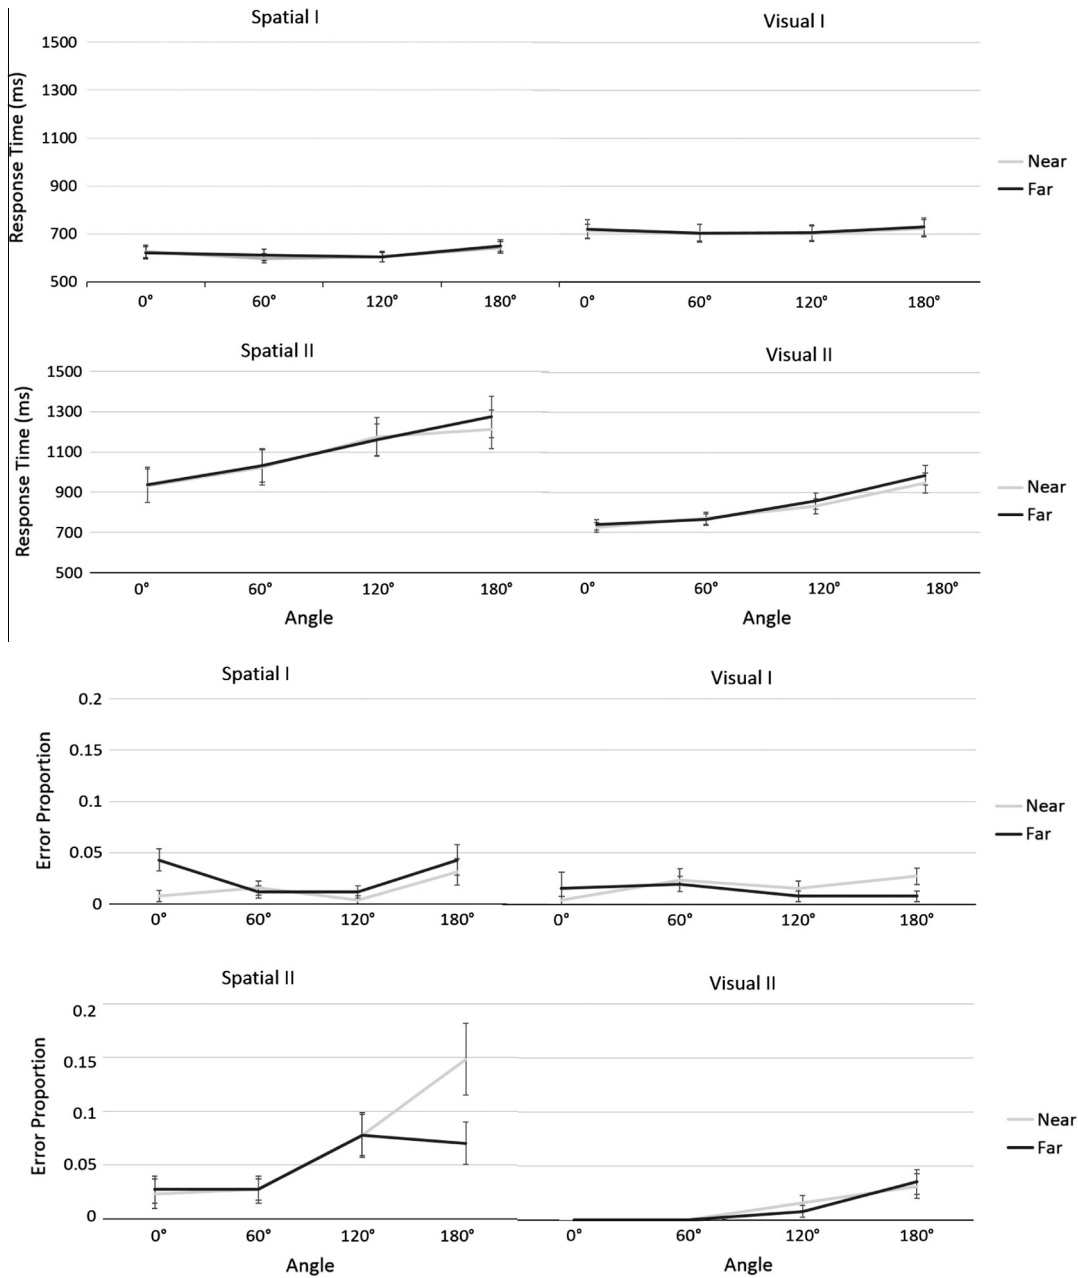 Spatial I
Visual I
Response Time (ms)
1500
1300
1100
900
700
500
0° 60° 120° 180° 0° 60° 120° 180°
Near
Far
Spatial II
Visual II
Response Time (ms)
1500
1300
1100
900
700
500
0° 60° 120° 180° 0° 60° 120° 180°
Angle Angle
Near
Far
Spatial I
Visual I
Error Proportion
0.2
0.15
0.1
0.05
0
0° 60° 120° 180° 0° 60° 120° 180°
Near
Far
Spatial II
Visual II
Error Proportion
0.2
0.15
0.1
0.05
0
0° 60° 120° 180° 0° 60° 120° 180°
Angle Angle
Near
Far